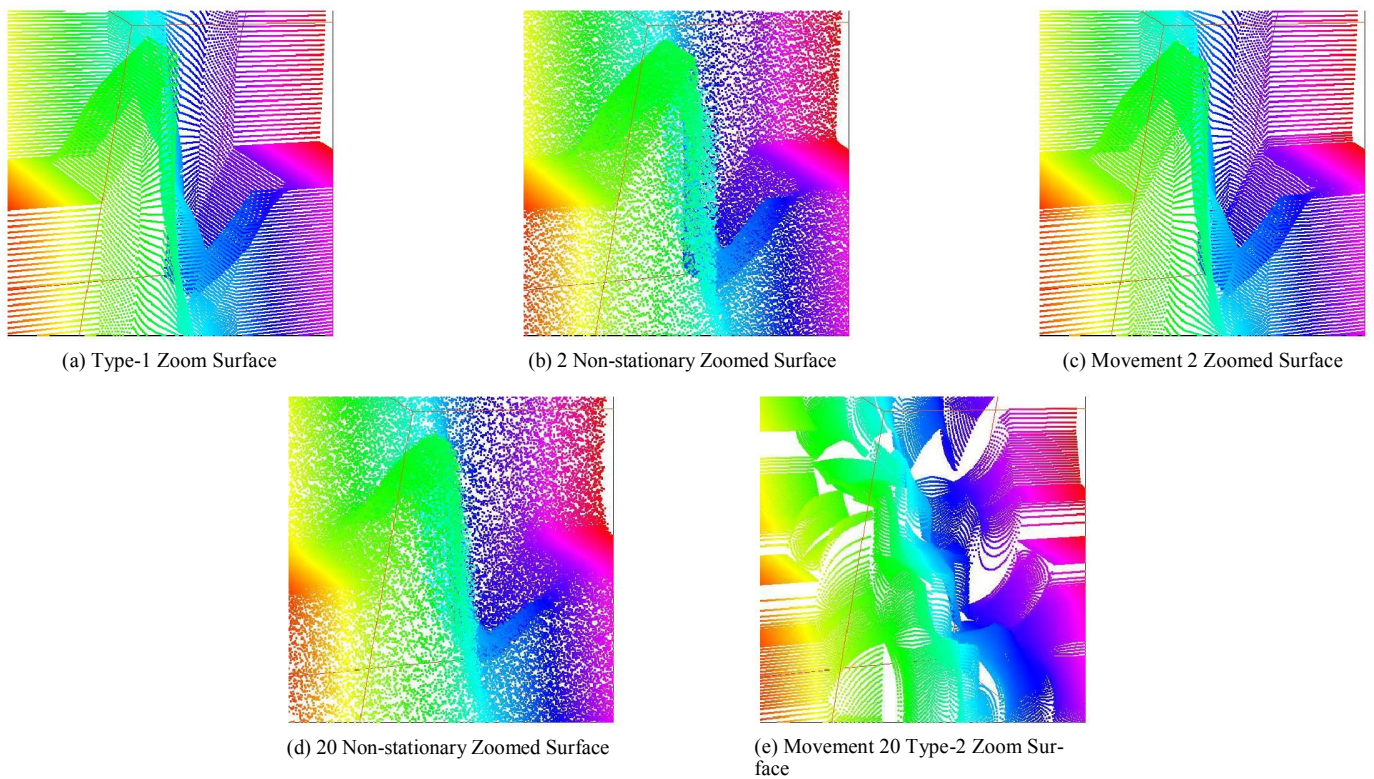 (a) Type-1 Zoom Surface
(b) 2 Non-stationary Zoomed Surface
(c) Movement 2 Zoomed Surface
(d) 20 Non-stationary Zoomed Surface
(e) Movement 20 Type-2 Zoom Sur-
face